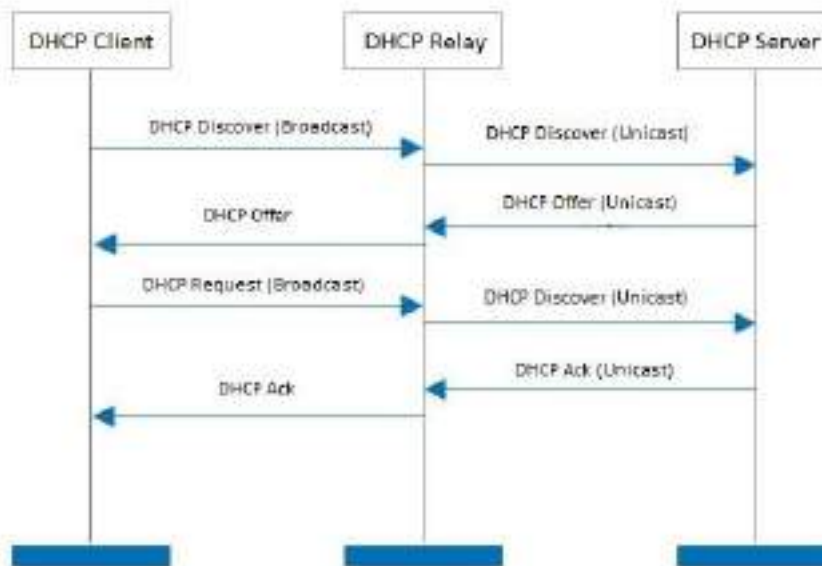 DHCP Client
DHCP Relay
DHCP Server
DHCP Discover (Broadcast)
DHCP Discover (Unicast)
DHCP Offer (Unicast)
DHCP Offer
DHCP Request (Broadcast)
DHCP Discover (Unicast)
DHCP Ack (Unicast)
DHCP Ack